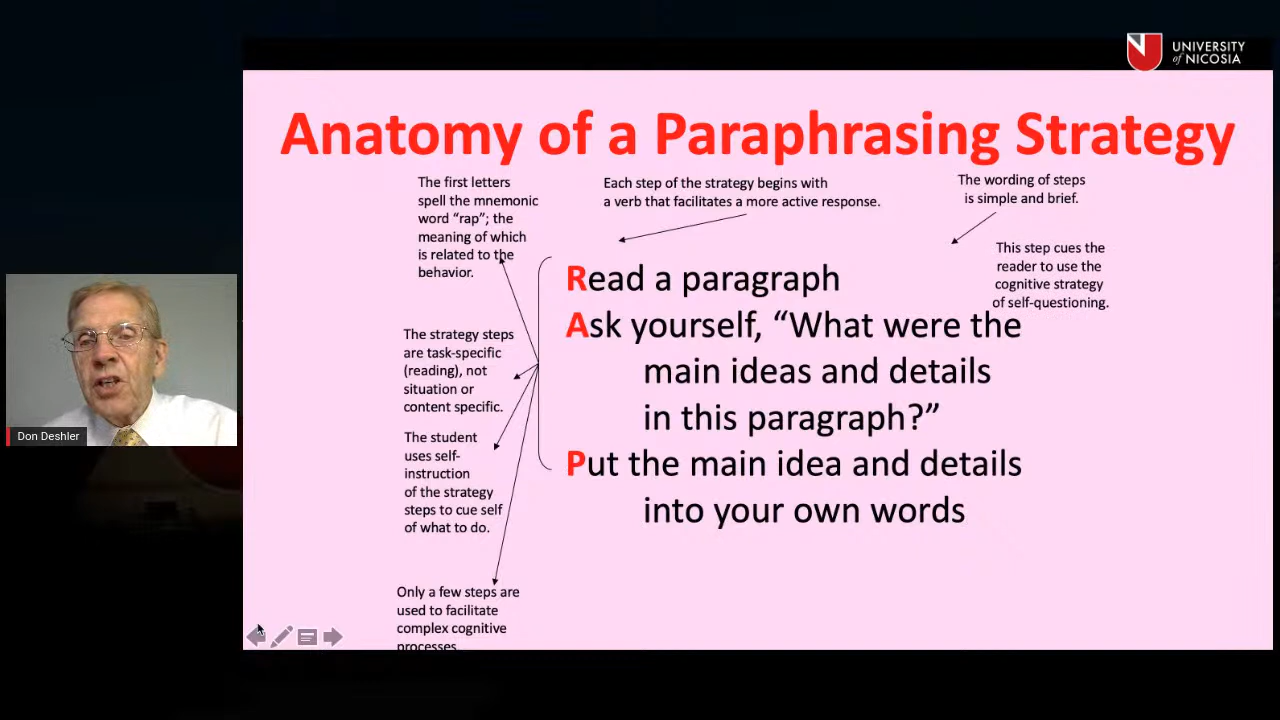 UNIVERSITY
of NICOSIA
Anatomy of a Paraphrasing Strategy
The first letters
spell the mnemonic
word “rap”; the
meaning of which
is related to the
behavior.
Each step of the strategy begins with
a verb that facilitates a more active response.
The wording of steps
is simple and brief.
This step cues the
reader to use the
cognitive strategy
of self-questioning.
Read a paragraph
Ask yourself, “What were the
main ideas and details
in this paragraph?”
Put the main idea and details
into your own words
The strategy steps
are task-specific
(reading), not
situation or
content specific.
The student
uses self-
instruction
of the strategy
steps to cue self
of what to do.
Only a few steps are
used to facilitate
complex cognitive
processes.
Don Deshler